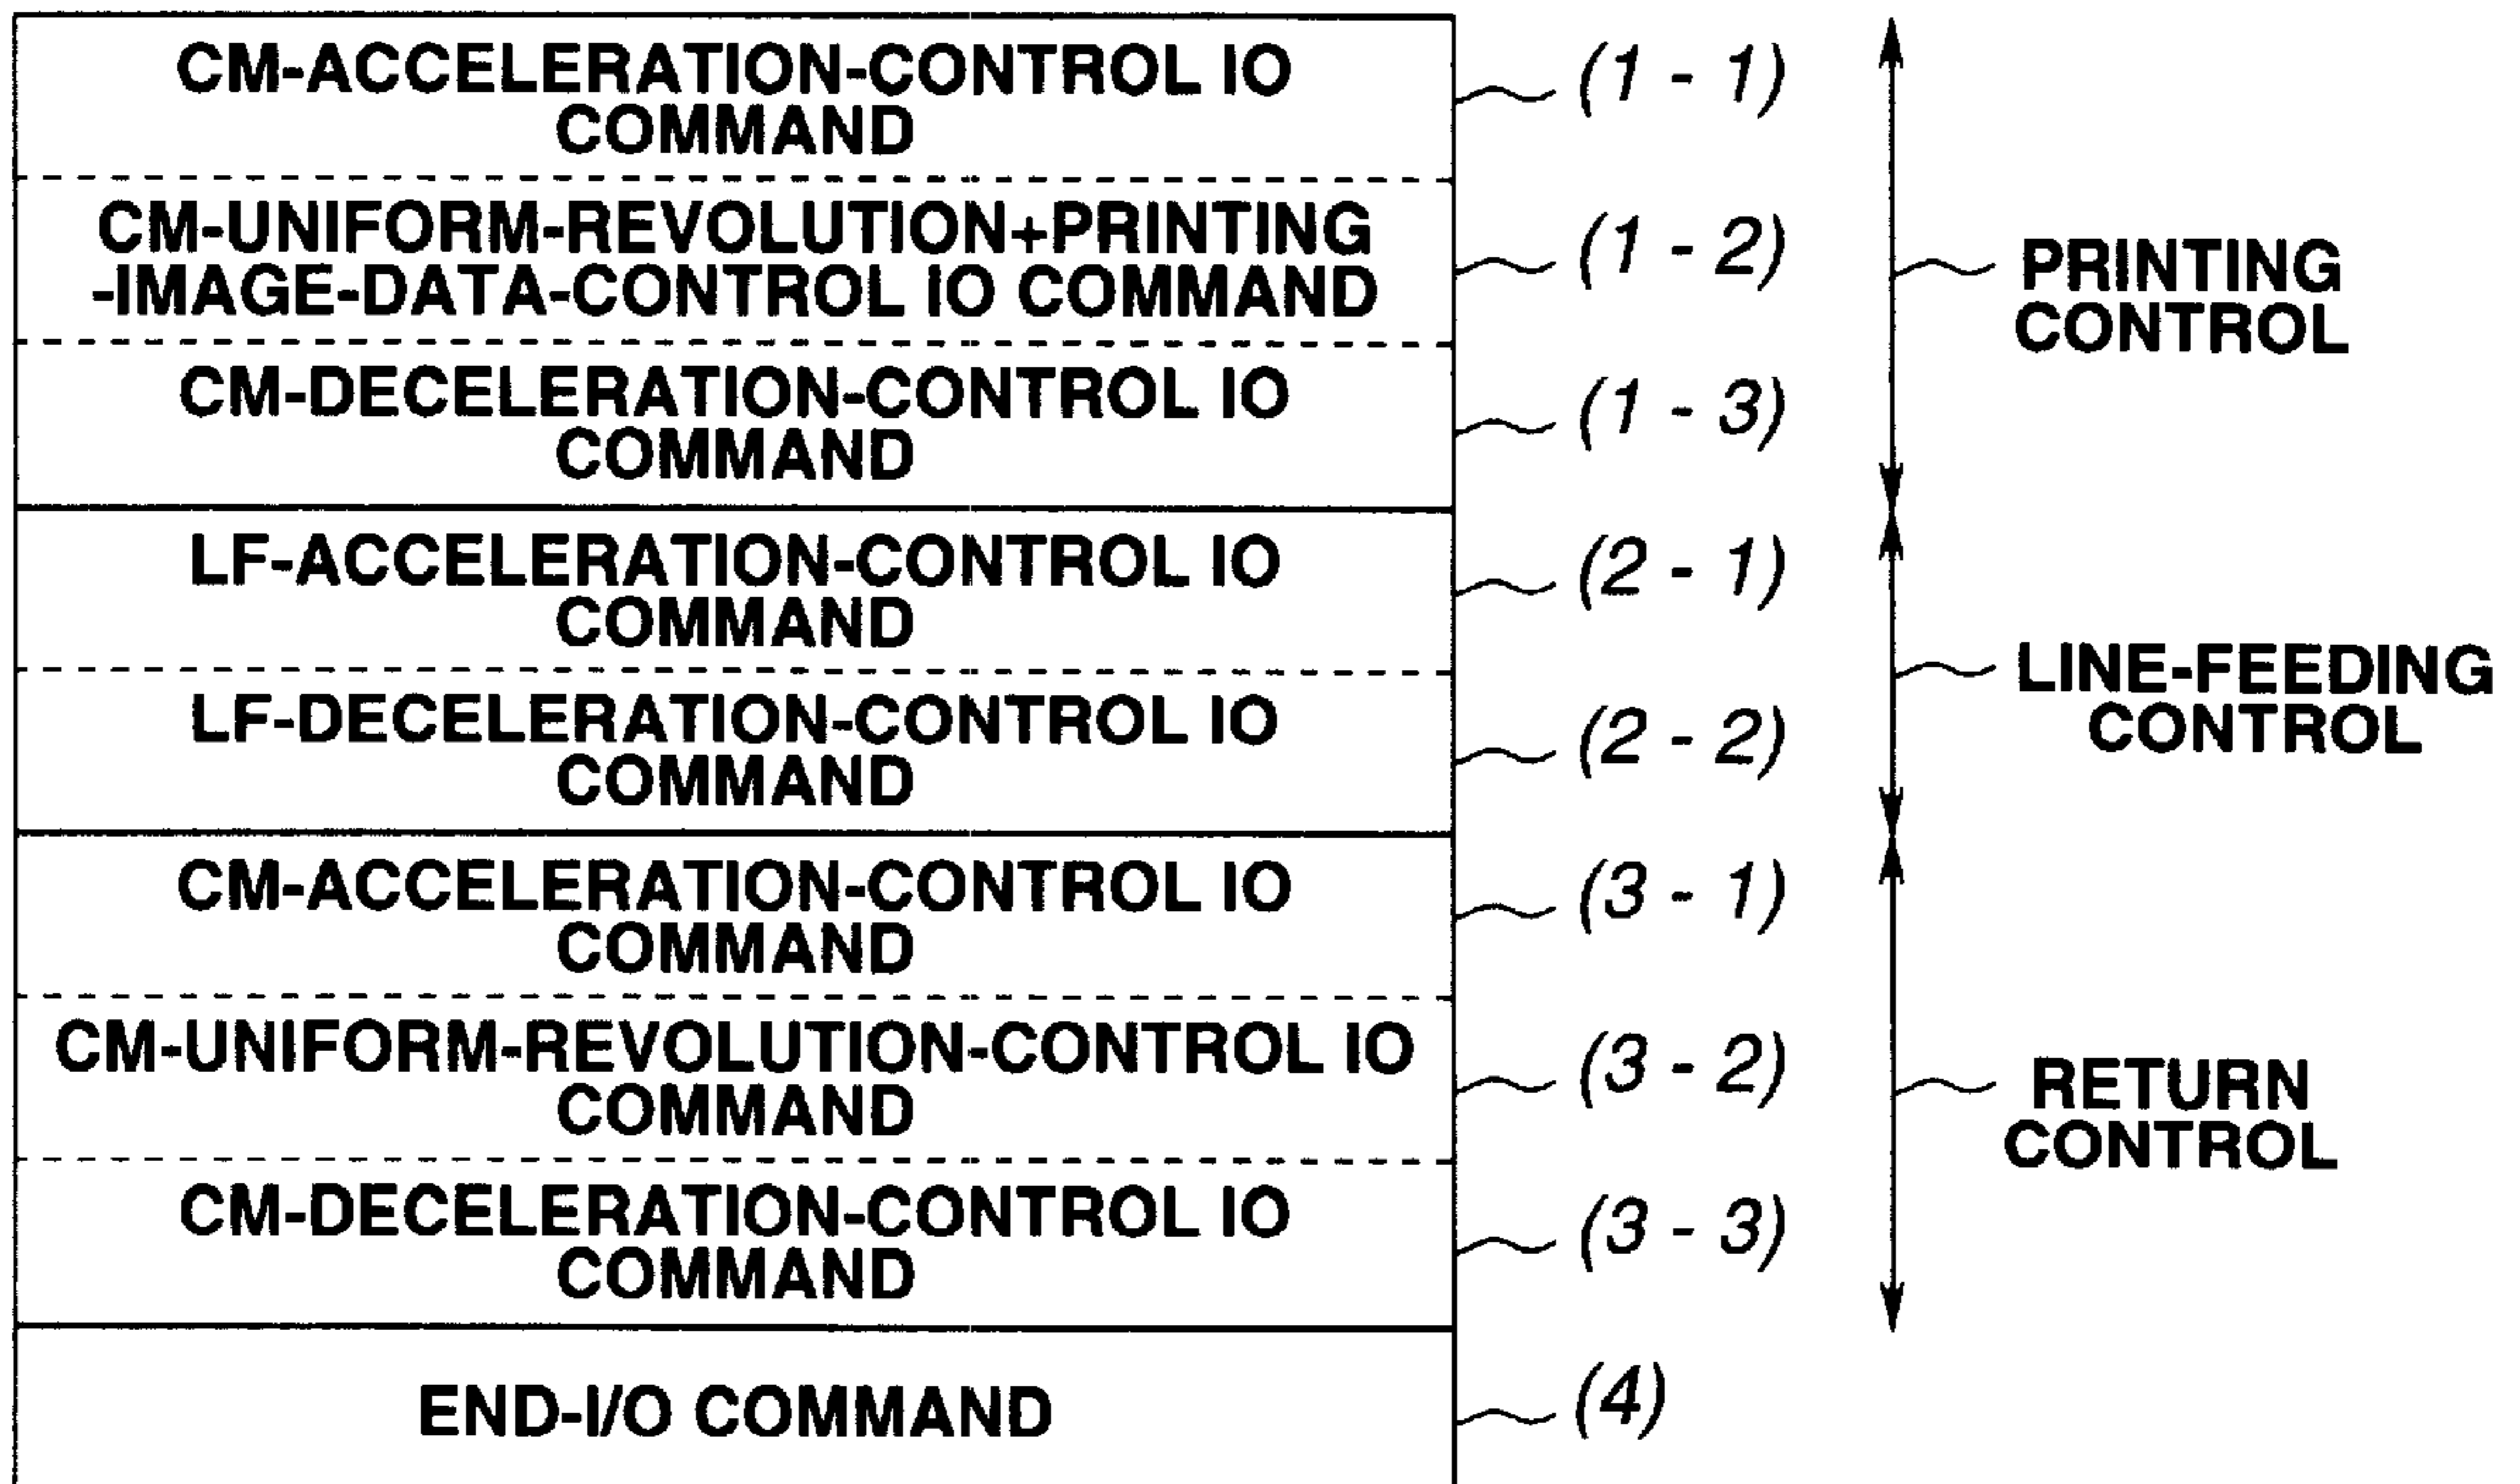 CM-ACCELERATION-CONTROL IO
COMMAND
(1 - 1)
CM-UNIFORM-REVOLUTION+PRINTING
-IMAGE-DATA-CONTROL IO COMMAND
(1 - 2)
PRINTING
CONTROL
CM-DECELERATION-CONTROL IO
COMMAND
(1 - 3)
LF-ACCELERATION-CONTROL IO
COMMAND
(2 - 1)
LINE-FEEDING
CONTROL
LF-DECELERATION-CONTROL IO
COMMAND
(2 - 2)
CM-ACCELERATION-CONTROL IO
COMMAND
(3 - 1)
CM-UNIFORM-REVOLUTION-CONTROL IO
COMMAND
(3 - 2)
RETURN
CONTROL
CM-DECELERATION-CONTROL IO
COMMAND
(3 - 3)
END-I/O COMMAND
(4)